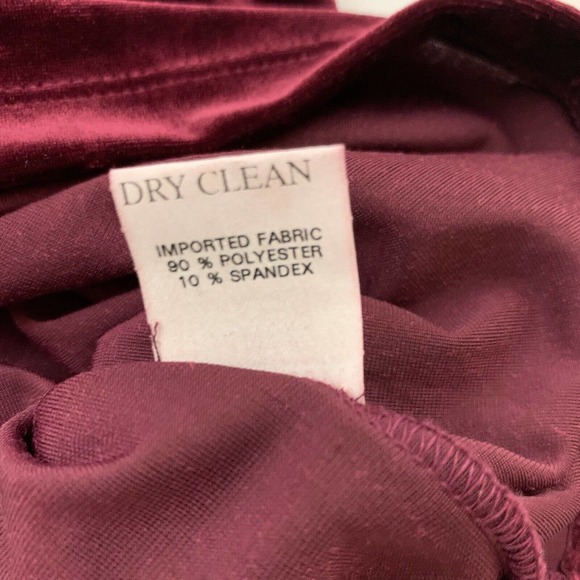 DRY CLEAN
IMPORTED FABRIC
90 % POLYESTER
10 % SPANDEX